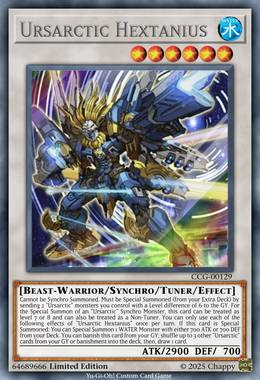 URSARCTIC HEXTANIUS
WATER
水
CCG-00129
[BEAST-WARRIOR/SYNCHRO/TUNER/EFFECT]
Cannot be Synchro Summoned. Must be Special Summoned (from your Extra Deck) by
sending 2 "Ursarctic" monsters you control with a Level difference of 6 to the GY. For
the Special Summon of an "Ursarctic" Synchro Monster, this card can be treated as
level 7 or 8 and can also be treated as a Non-Tuner. You can only use each of the
following effects of "Ursarctic Hextanius" once per turn. If this card is Special
Summoned: You can Special Summon 1 WATER Monster with either 700 ATK or 700 DEF
from your Deck. You can banish this card from your GY; shuffle up to 3 other "Ursarctic"
cards from your GY or banishment into the deck, then, draw 1 card.
ATK/2900 DEF/ 700
64689666 Limited Edition
© 2025 Chappy
Yu-Gi-Oh! Custom Card Game